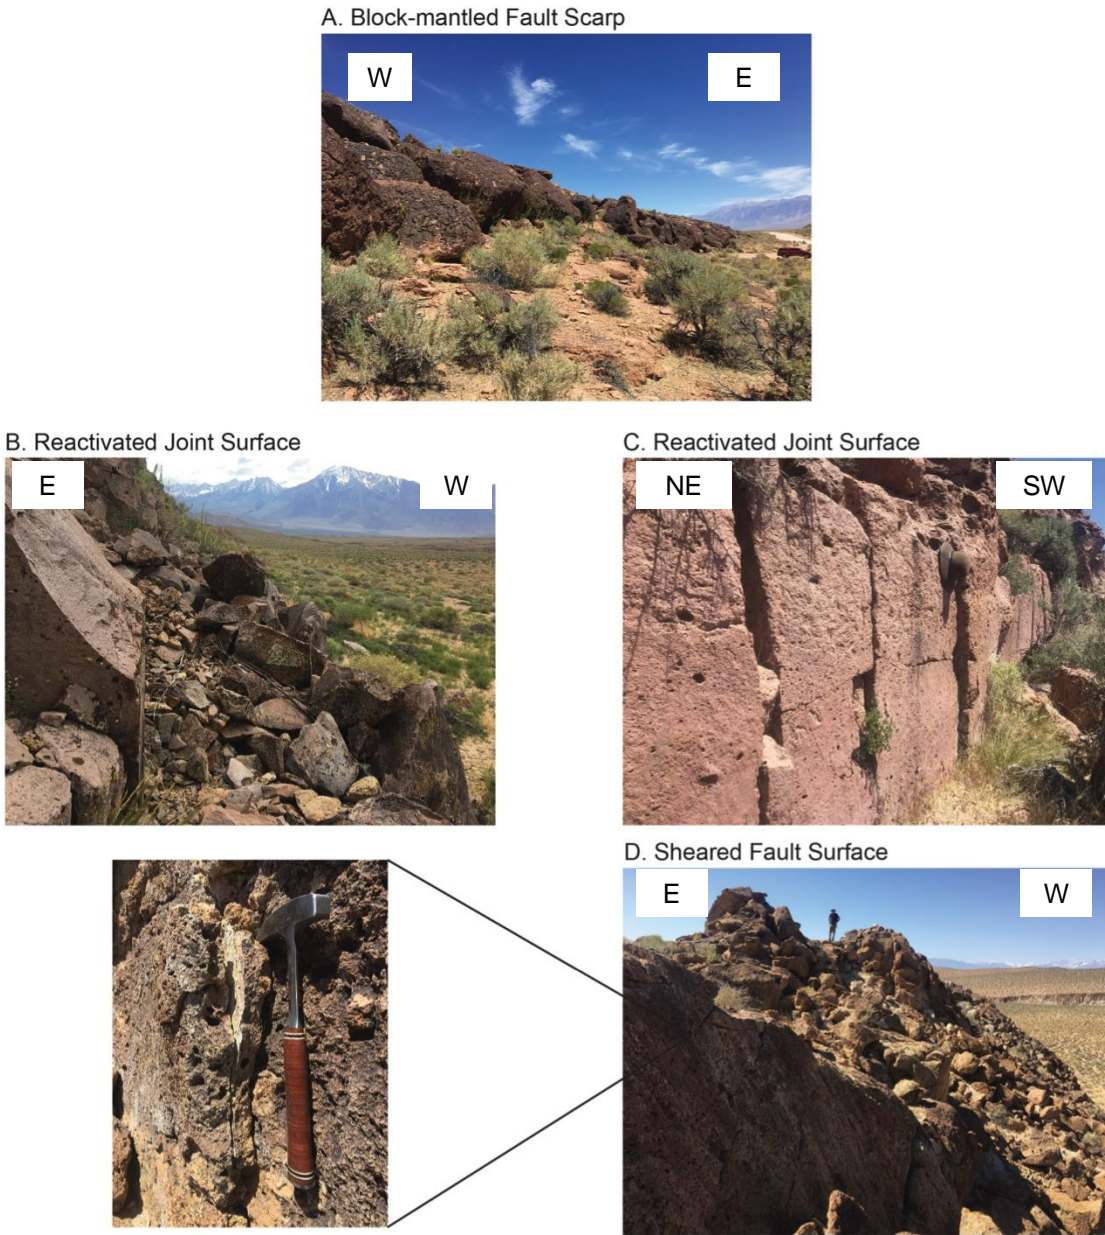 A. Block-mantled Fault Scarp
W
E
B. Reactivated Joint Surface
E
W
C. Reactivated Joint Surface
NE
SW
D. Sheared Fault Surface
E
W